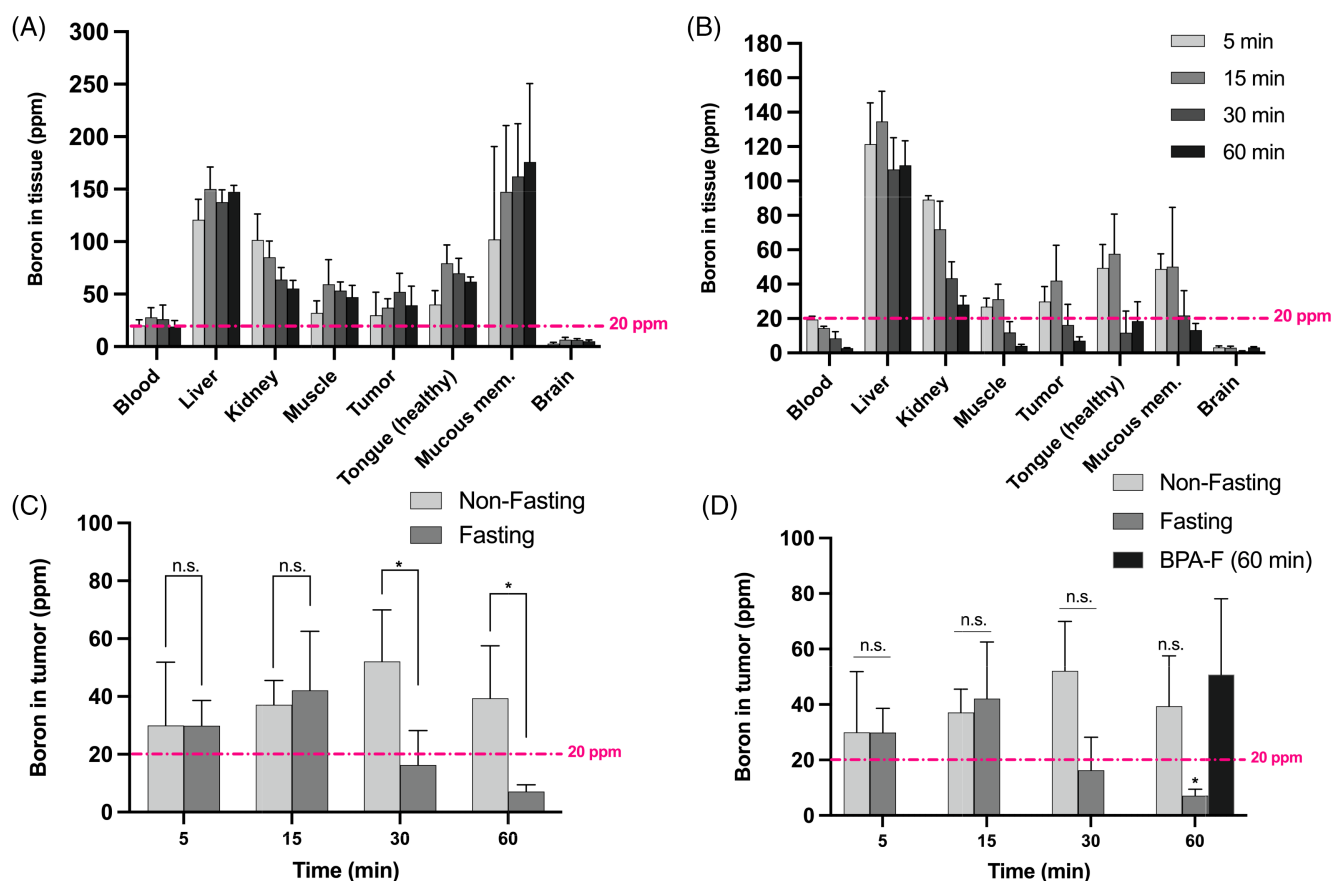 (A)
Boron in tissue (ppm)
300
250
200
150
100
50
0
20 ppm
Blood
Liver
Kidney
Muscle
Tumor
Tongue (healthy)
Mucous mem.
Brain
(B)
Boron in tissue (ppm)
180
160
140
120
100
80
60
40
20
0
5 min
15 min
30 min
60 min
20 ppm
Blood
Liver
Kidney
Muscle
Tumor
Tongue (healthy)
Mucous mem.
Brain
(C)
Non-Fasting
Fasting
Boron in tumor (ppm)
100
80
60
40
20
0
n.s.
n.s.
*
*
20 ppm
5
15
30
60
Time (min)
(D)
Non-Fasting
Fasting
BPA-F (60 min)
Boron in tumor (ppm)
100
80
60
40
20
0
n.s.
n.s.
n.s.
n.s.
*
20 ppm
5
15
30
60
Time (min)